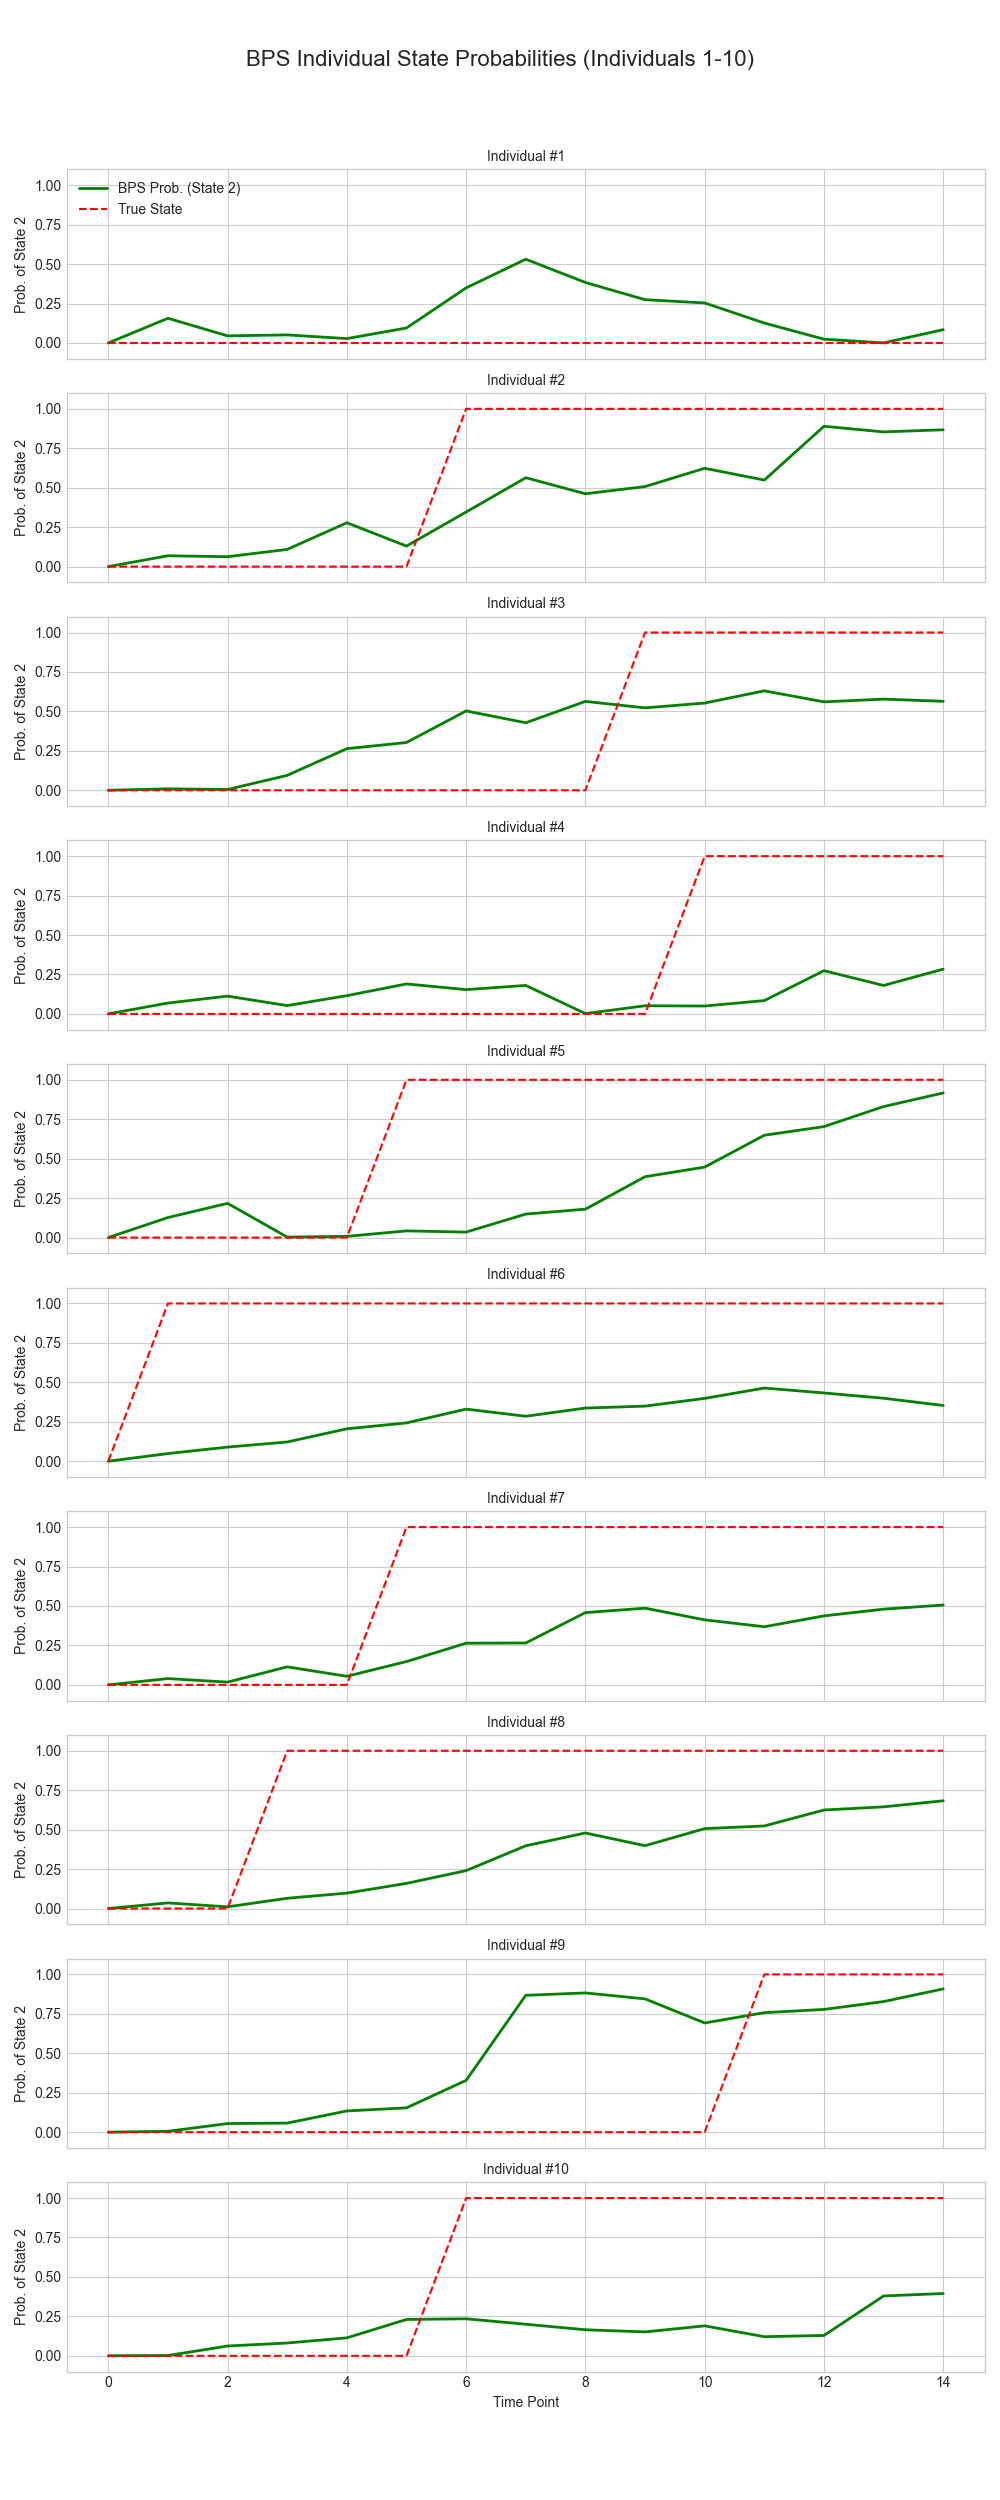 BPS Individual State Probabilities (Individuals 1-10)
Individual #1
BPS Prob. (State 2)
True State
Prob. of State 2
1.00
0.75
0.50
0.25
0.00
Individual #2
Prob. of State 2
1.00
0.75
0.50
0.25
0.00
Individual #3
Prob. of State 2
1.00
0.75
0.50
0.25
0.00
Individual #4
Prob. of State 2
1.00
0.75
0.50
0.25
0.00
Individual #5
Prob. of State 2
1.00
0.75
0.50
0.25
0.00
Individual #6
Prob. of State 2
1.00
0.75
0.50
0.25
0.00
Individual #7
Prob. of State 2
1.00
0.75
0.50
0.25
0.00
Individual #8
Prob. of State 2
1.00
0.75
0.50
0.25
0.00
Individual #9
Prob. of State 2
1.00
0.75
0.50
0.25
0.00
Individual #10
Prob. of State 2
1.00
0.75
0.50
0.25
0.00
0 2 4 6 8 10 12 14
Time Point